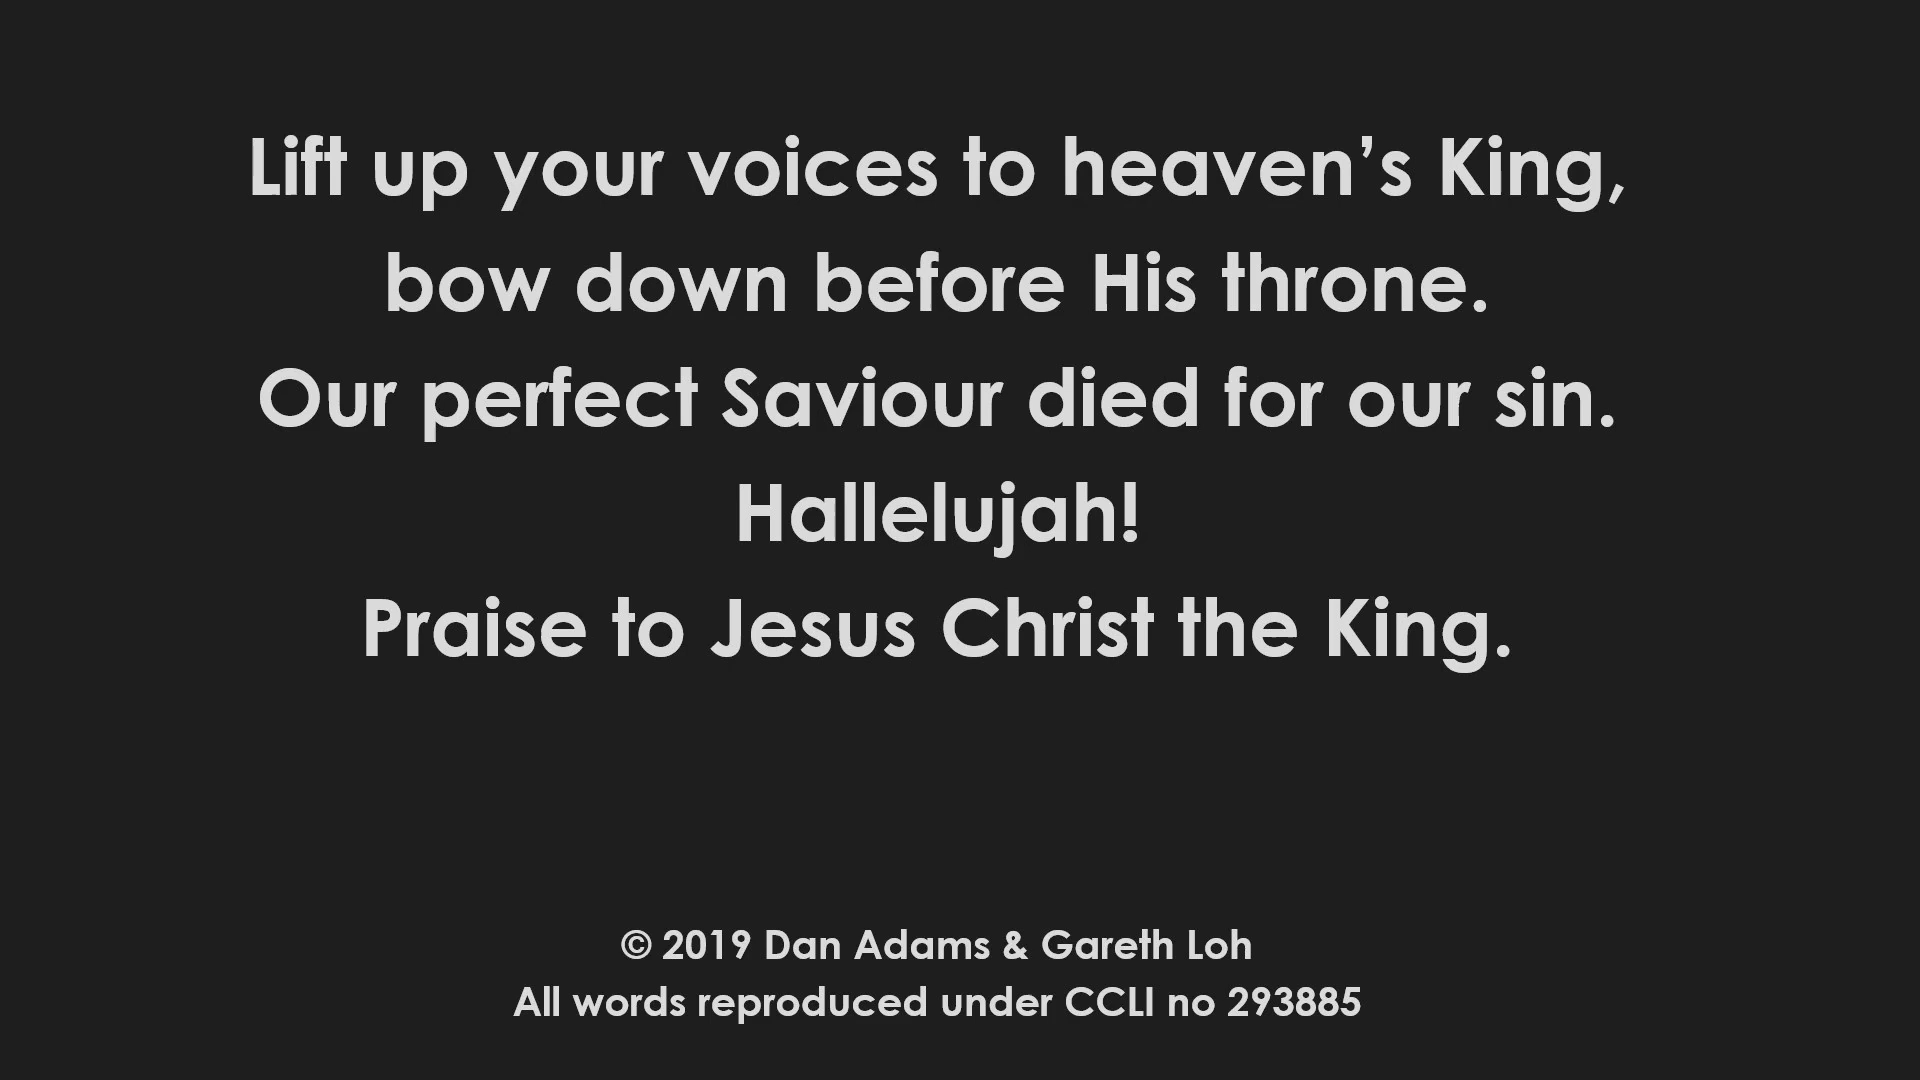 Lift up your voices to heaven’s King,
bow down before His throne.
Our perfect Saviour died for our sin.
Hallelujah!
Praise to Jesus Christ the King.
© 2019 Dan Adams & Gareth Loh
All words reproduced under CCLI no 293885